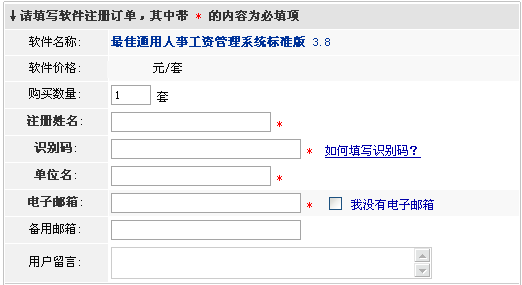 ↓请填写软件注册订单，其中带 * 的内容为必填项
软件名称: 最佳通用人事工资管理系统标准版 3.8
软件价格: 元/套
购买数量: 1 套
注册姓名: *
识别码: * 如何填写识别码？
单位名: *
电子邮箱: * 我没有电子邮箱
备用邮箱:
用户留言: